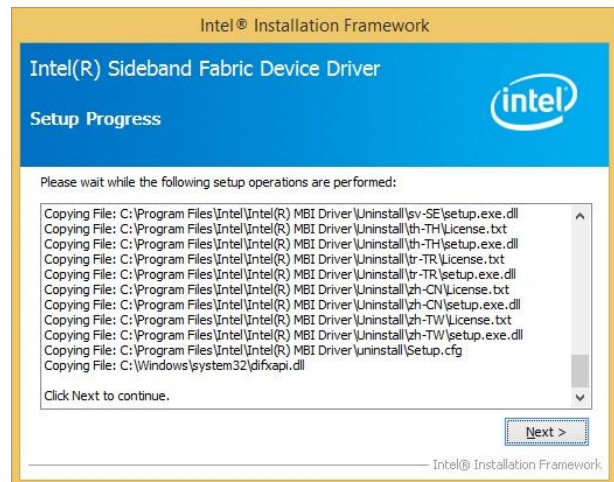 Intel® Installation Framework
Intel(R) Sideband Fabric Device Driver
intel
Setup Progress
Please wait while the following setup operations are performed:
Copying File: C:\Program Files\Intel\Intel(R) MBI Driver\Uninstall\sv-SE\setup.exe.dll
Copying File: C:\Program Files\Intel\Intel(R) MBI Driver\Uninstall\th-TH\License.txt
Copying File: C:\Program Files\Intel\Intel(R) MBI Driver\Uninstall\th-TH\setup.exe.dll
Copying File: C:\Program Files\Intel\Intel(R) MBI Driver\Uninstall\tr-TR\License.txt
Copying File: C:\Program Files\Intel\Intel(R) MBI Driver\Uninstall\tr-TR\setup.exe.dll
Copying File: C:\Program Files\Intel\Intel(R) MBI Driver\Uninstall\zh-CN\License.txt
Copying File: C:\Program Files\Intel\Intel(R) MBI Driver\Uninstall\zh-CN\setup.exe.dll
Copying File: C:\Program Files\Intel\Intel(R) MBI Driver\Uninstall\zh-TW\License.txt
Copying File: C:\Program Files\Intel\Intel(R) MBI Driver\Uninstall\zh-TW\setup.exe.dll
Copying File: C:\Program Files\Intel\Intel(R) MBI Driver\uninstall\Setup.cfg
Copying File: C:\Windows\system32\difxapi.dll
Click Next to continue.
Next >
Intel® Installation Framework